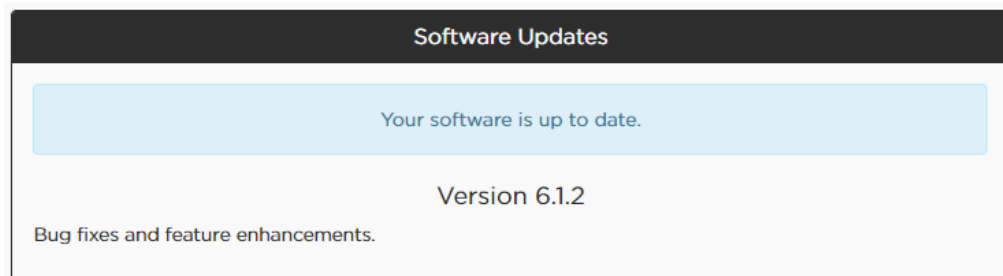 Software Updates
Your software is up to date.
Version 6.1.2
Bug fixes and feature enhancements.